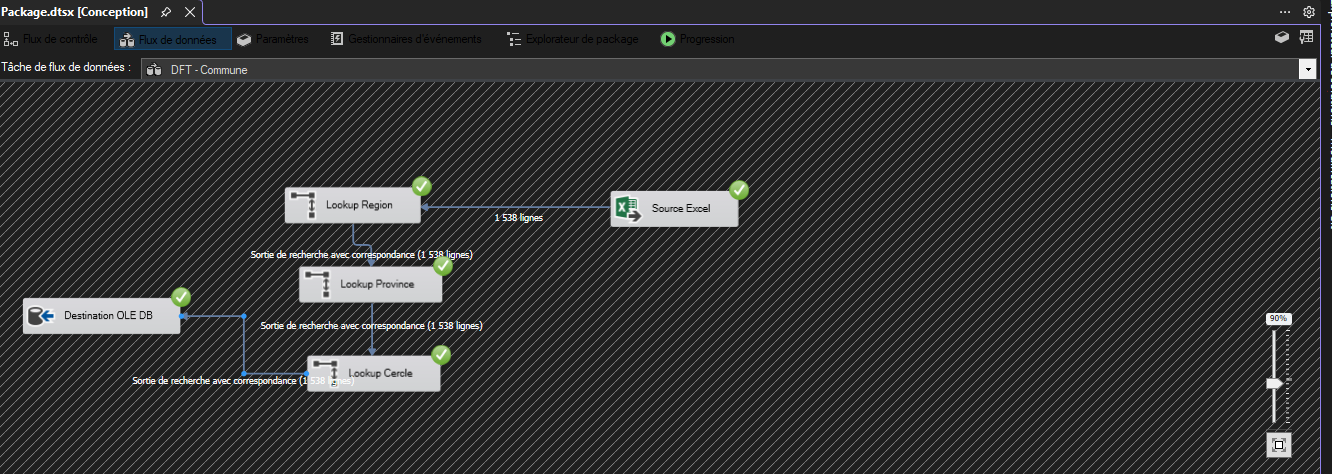 Package.dtsx [Conception]
Flux de contrôle
Flux de données
Paramètres
Gestionnaires d'événements
Explorateur de package
Progression
Tâche de flux de données :
DFT - Commune
Lookup Region
Source Excel
1 538 lignes
Sortie de recherche avec correspondance (1 538 lignes)
Lookup Province
Destination OLE DB
Sortie de recherche avec correspondance (1 538 lignes)
90%
Lookup Cercle
Sortie de recherche avec correspondance (1 538 lignes)